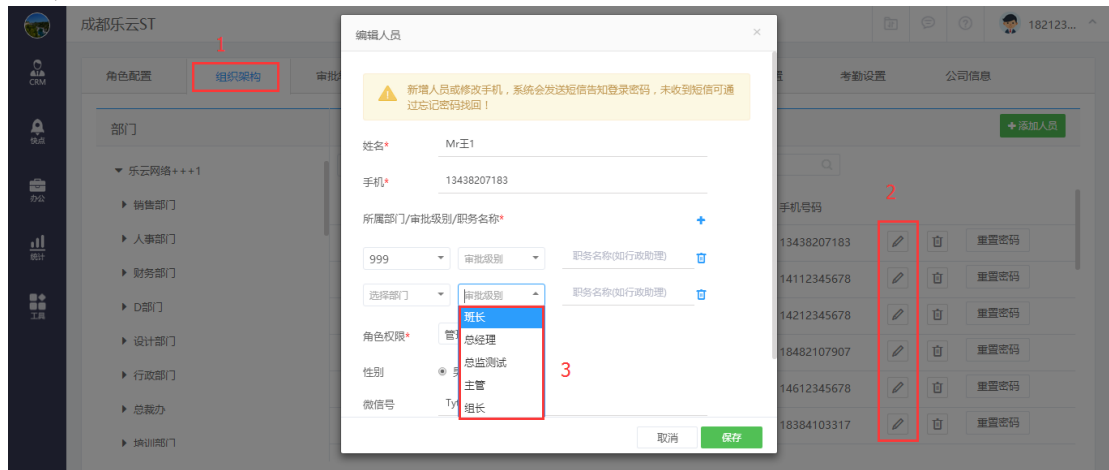 成都乐云ST
182123...
CRM
快点
办公
统计
工具
1
角色配置
组织架构
审批
考勤设置
公司信息
部门
添加人员
乐云网络+++1
销售部门
人事部门
财务部门
D部门
设计部门
行政部门
总裁办
培训部门
编辑人员
新增人员或修改手机，系统会发送短信告知登录密码，未收到短信可通
过忘记密码找回！
姓名*
Mr王1
手机*
13438207183
所属部门/审批级别/职务名称*
999
审批级别
职务名称(如行政助理)
选择部门
审批级别
职务名称(如行政助理)
班长
总经理
总监测试
主管
组长
3
角色权限*
管
性别
微信号
Ty
取消
保存
2
手机号码
13438207183
重置密码
14112345678
重置密码
14212345678
重置密码
18482107907
重置密码
14612345678
重置密码
18384103317
重置密码